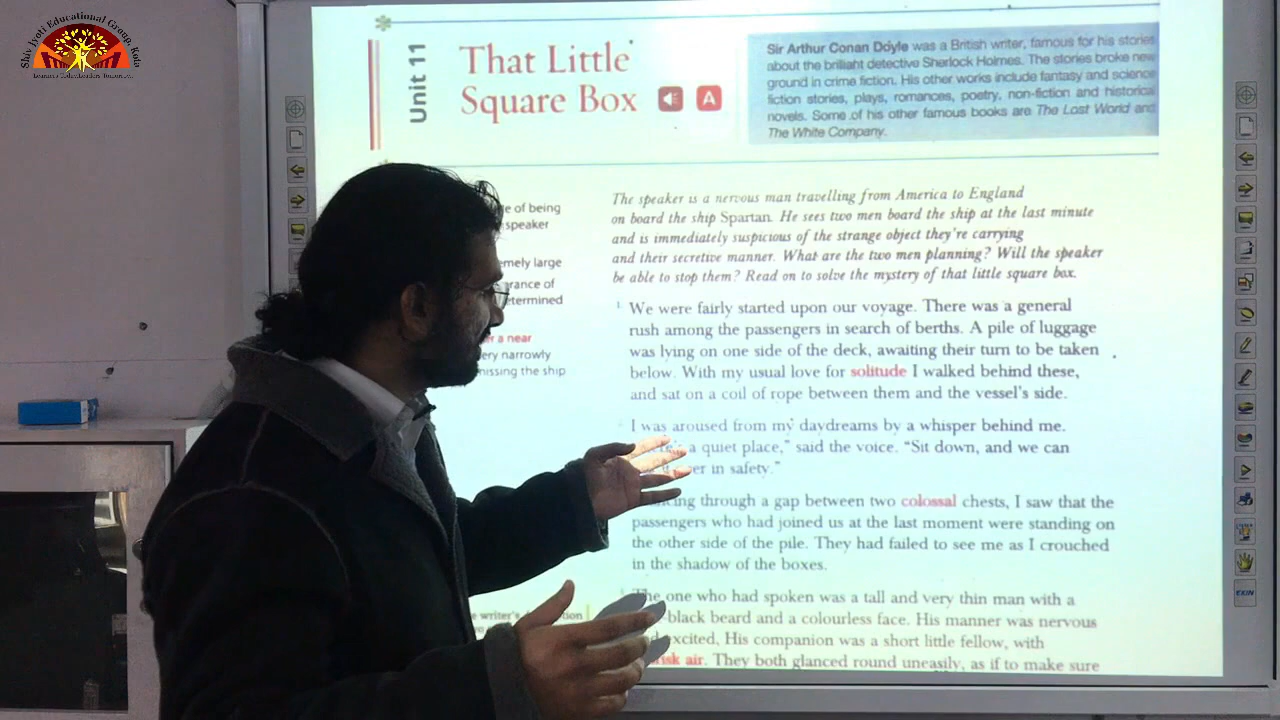 Shiv Jyoti Educational Group, Kota
Learners Today, Leaders Tomorrow.
Unit 11
That Little
Square Box
A
Sir Arthur Conan Doyle was a British writer, famous for his stories
about the brilliant detective Sherlock Holmes. The stories broke new
ground in crime fiction. His other works include fantasy and science
fiction stories, plays, romances, poetry, non-fiction and historical
novels. Some of his other famous books are The Lost World and
The White Company.
of being
speaker
large
of
near
narrowly
the ship
The speaker is a nervous man travelling from America to England
on board the ship Spartan. He sees two men board the ship at the last minute
and is immediately suspicious of the strange object they're carrying
and their secretive manner. What are the two men planning? Will the speaker
be able to stop them? Read on to solve the mystery of that little square box.
1 We were fairly started upon our voyage. There was a general
rush among the passengers in search of berths. A pile of luggage
was lying on one side of the deck, awaiting their turn to be taken
below. With my usual love for solitude I walked behind these,
and sat on a coil of rope between them and the vessel's side.
I was aroused from my daydreams by a whisper behind me.
a quiet place," said the voice. "Sit down, and we can
in safety."
through a gap between two colossal chests, I saw that the
passengers who had joined us at the last moment were standing on
the other side of the pile. They had failed to see me as I crouched
in the shadow of the boxes.
The one who had spoken was a tall and very thin man with a
-black beard and a colourless face. His manner was nervous
excited. His companion was a short little fellow, with
air. They both glanced round uneasily, as if to make sure
writer's
EXIN